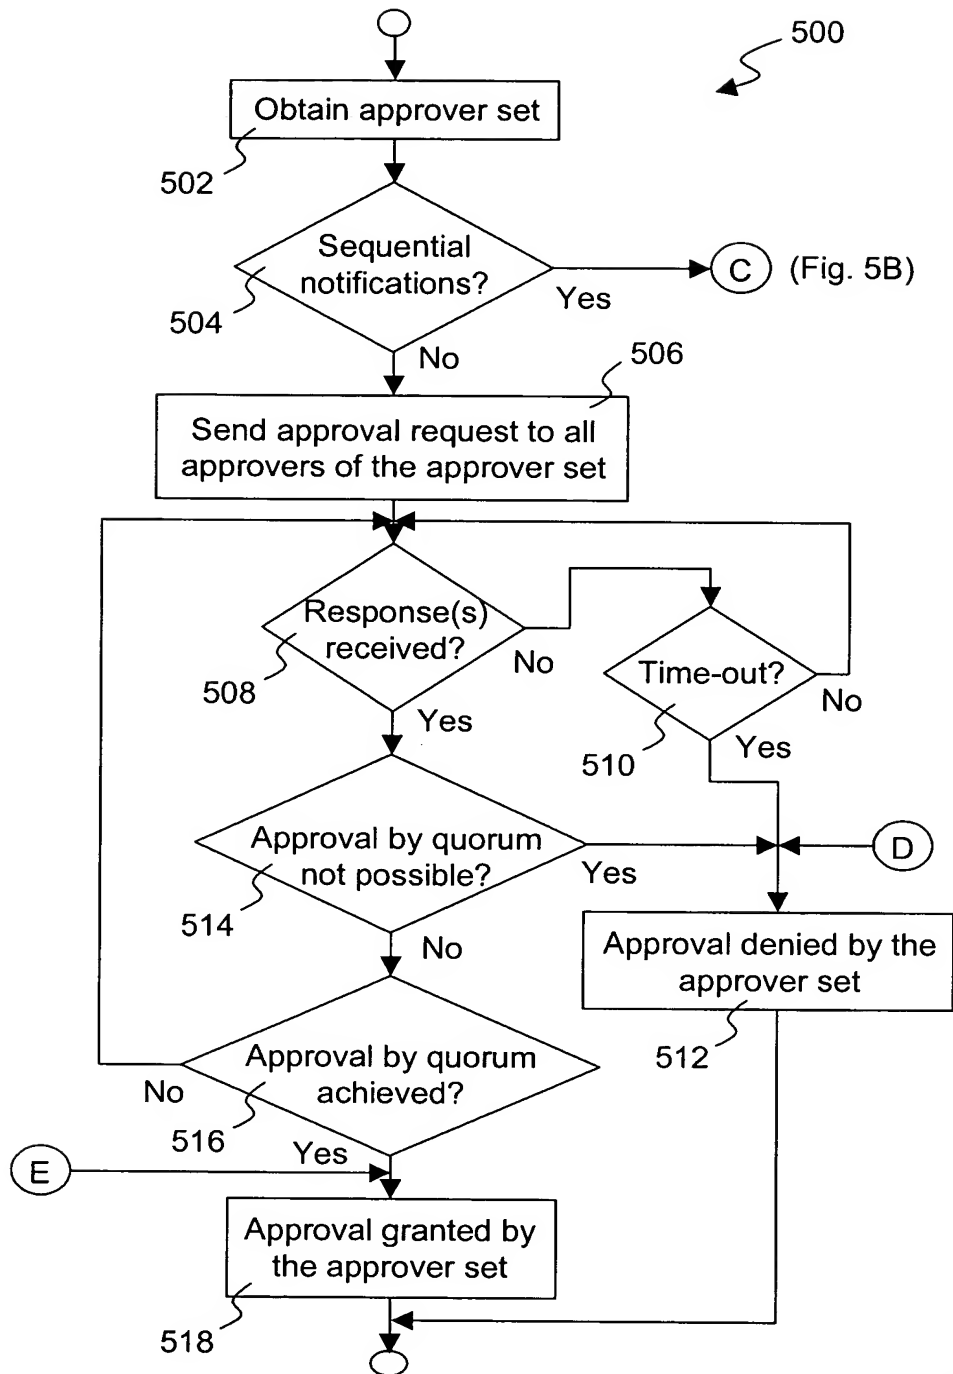 500
Obtain approver set
502
Sequential
notifications?
504
Yes
C
(Fig. 5B)
No
506
Send approval request to all
approvers of the approver set
Response(s)
received?
508
No
Time-out?
510
No
Yes
Yes
Approval by quorum
not possible?
514
Yes
D
No
Approval denied by the
approver set
512
Approval by quorum
achieved?
516
No
Yes
E
Approval granted by
the approver set
518